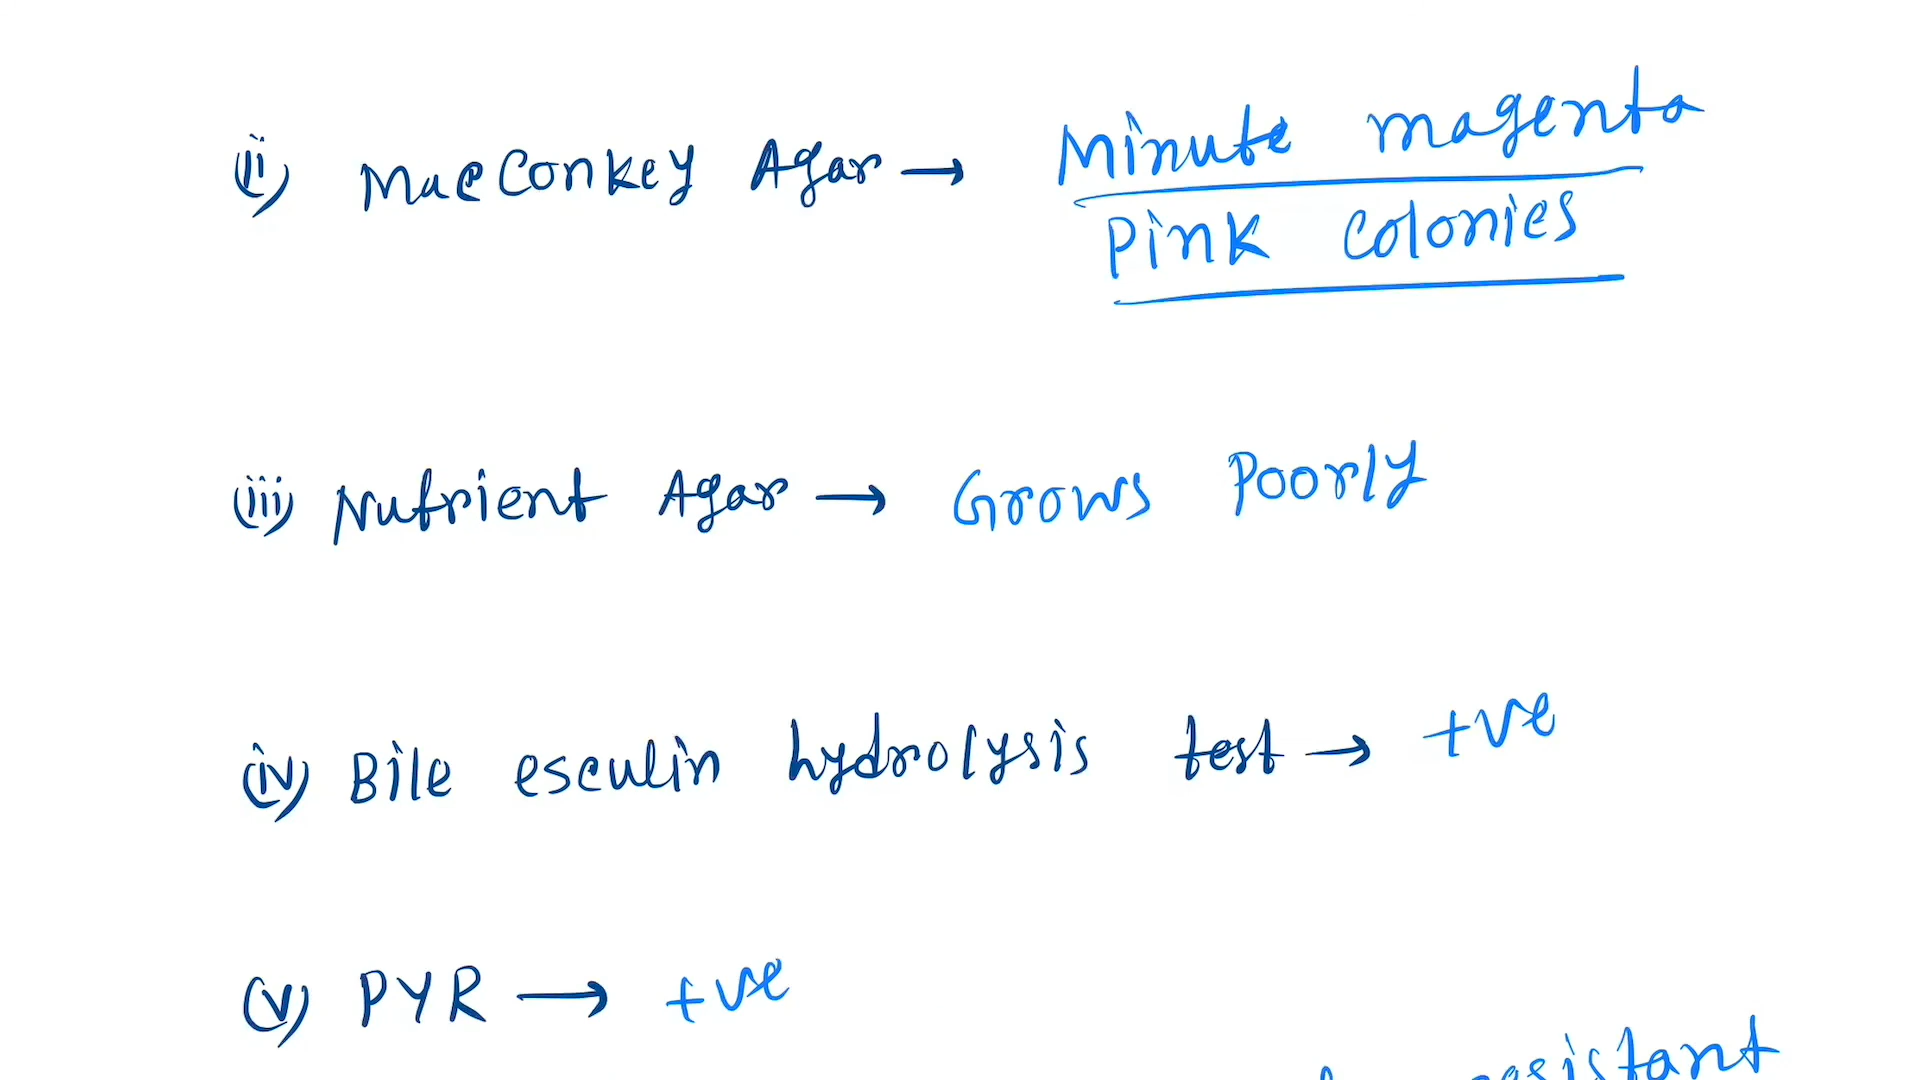 (ii) MacConkey Agar → Minute magenta
Pink colonies
(iii) Nutrient Agar → Grows Poorly
(iv) Bile esculin hydrolysis test → +ve
(v) PYR → +ve
resistant